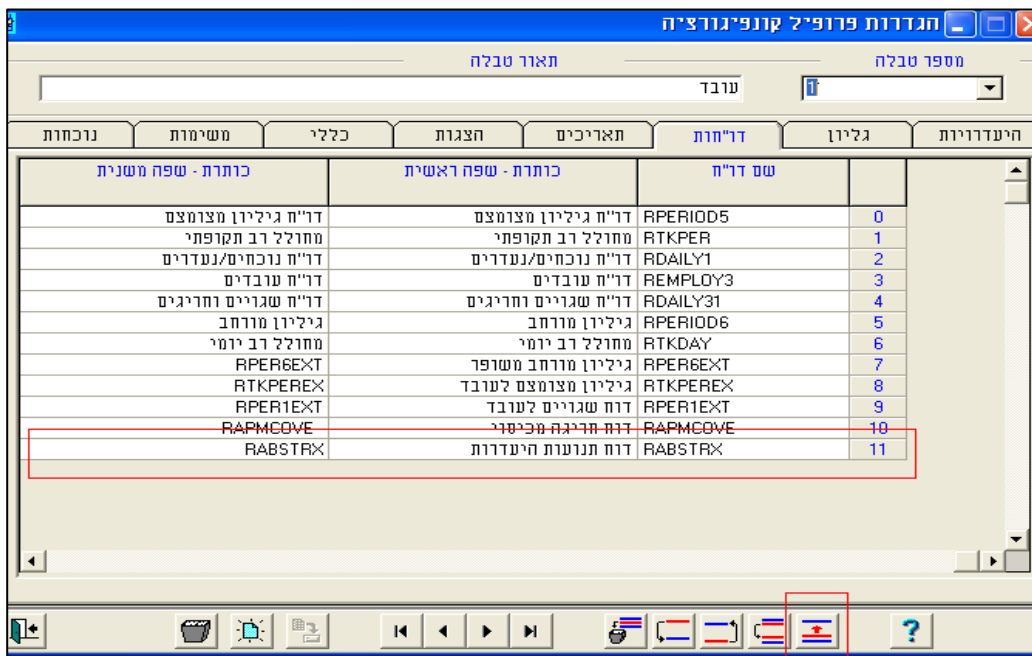 הגדרות פרופיל קונפיגורציה
מספר טבלה תאור טבלה
1 עובד
היעדרויות גליון דו"חות תאריכים הצגות כללי משימות נוכחות
שם דו"ח כותרת - שפה ראשית כותרת - שפה משנית
0 RPERIOD5 דו"ח גיליון מצומצם דו"ח גיליון מצומצם
1 RTKPER מחולל רב תקופתי מחולל רב תקופתי
2 RDAILY1 דו"ח נוכחים/נעדרים דו"ח נוכחים/נעדרים
3 REMPLOY3 דו"ח עובדים דו"ח עובדים
4 RDAILY31 דו"ח שגויים וחריגים דו"ח שגויים וחריגים
5 RPERIOD6 גיליון מורחב גיליון מורחב
6 RTKDAY מחולל רב יומי מחולל רב יומי
7 RPER6EXT גיליון מורחב משופר RPER6EXT
8 RTKPEREX גיליון מצומצם לעובד RTKPEREX
9 RPER1EXT דוח שגויים לעובד RPER1EXT
10 RAPMCOVE דוח חריגה מכיסוי RAPMCOVE
11 RABSTRX דוח תנועות היעדרות RABSTRX
?